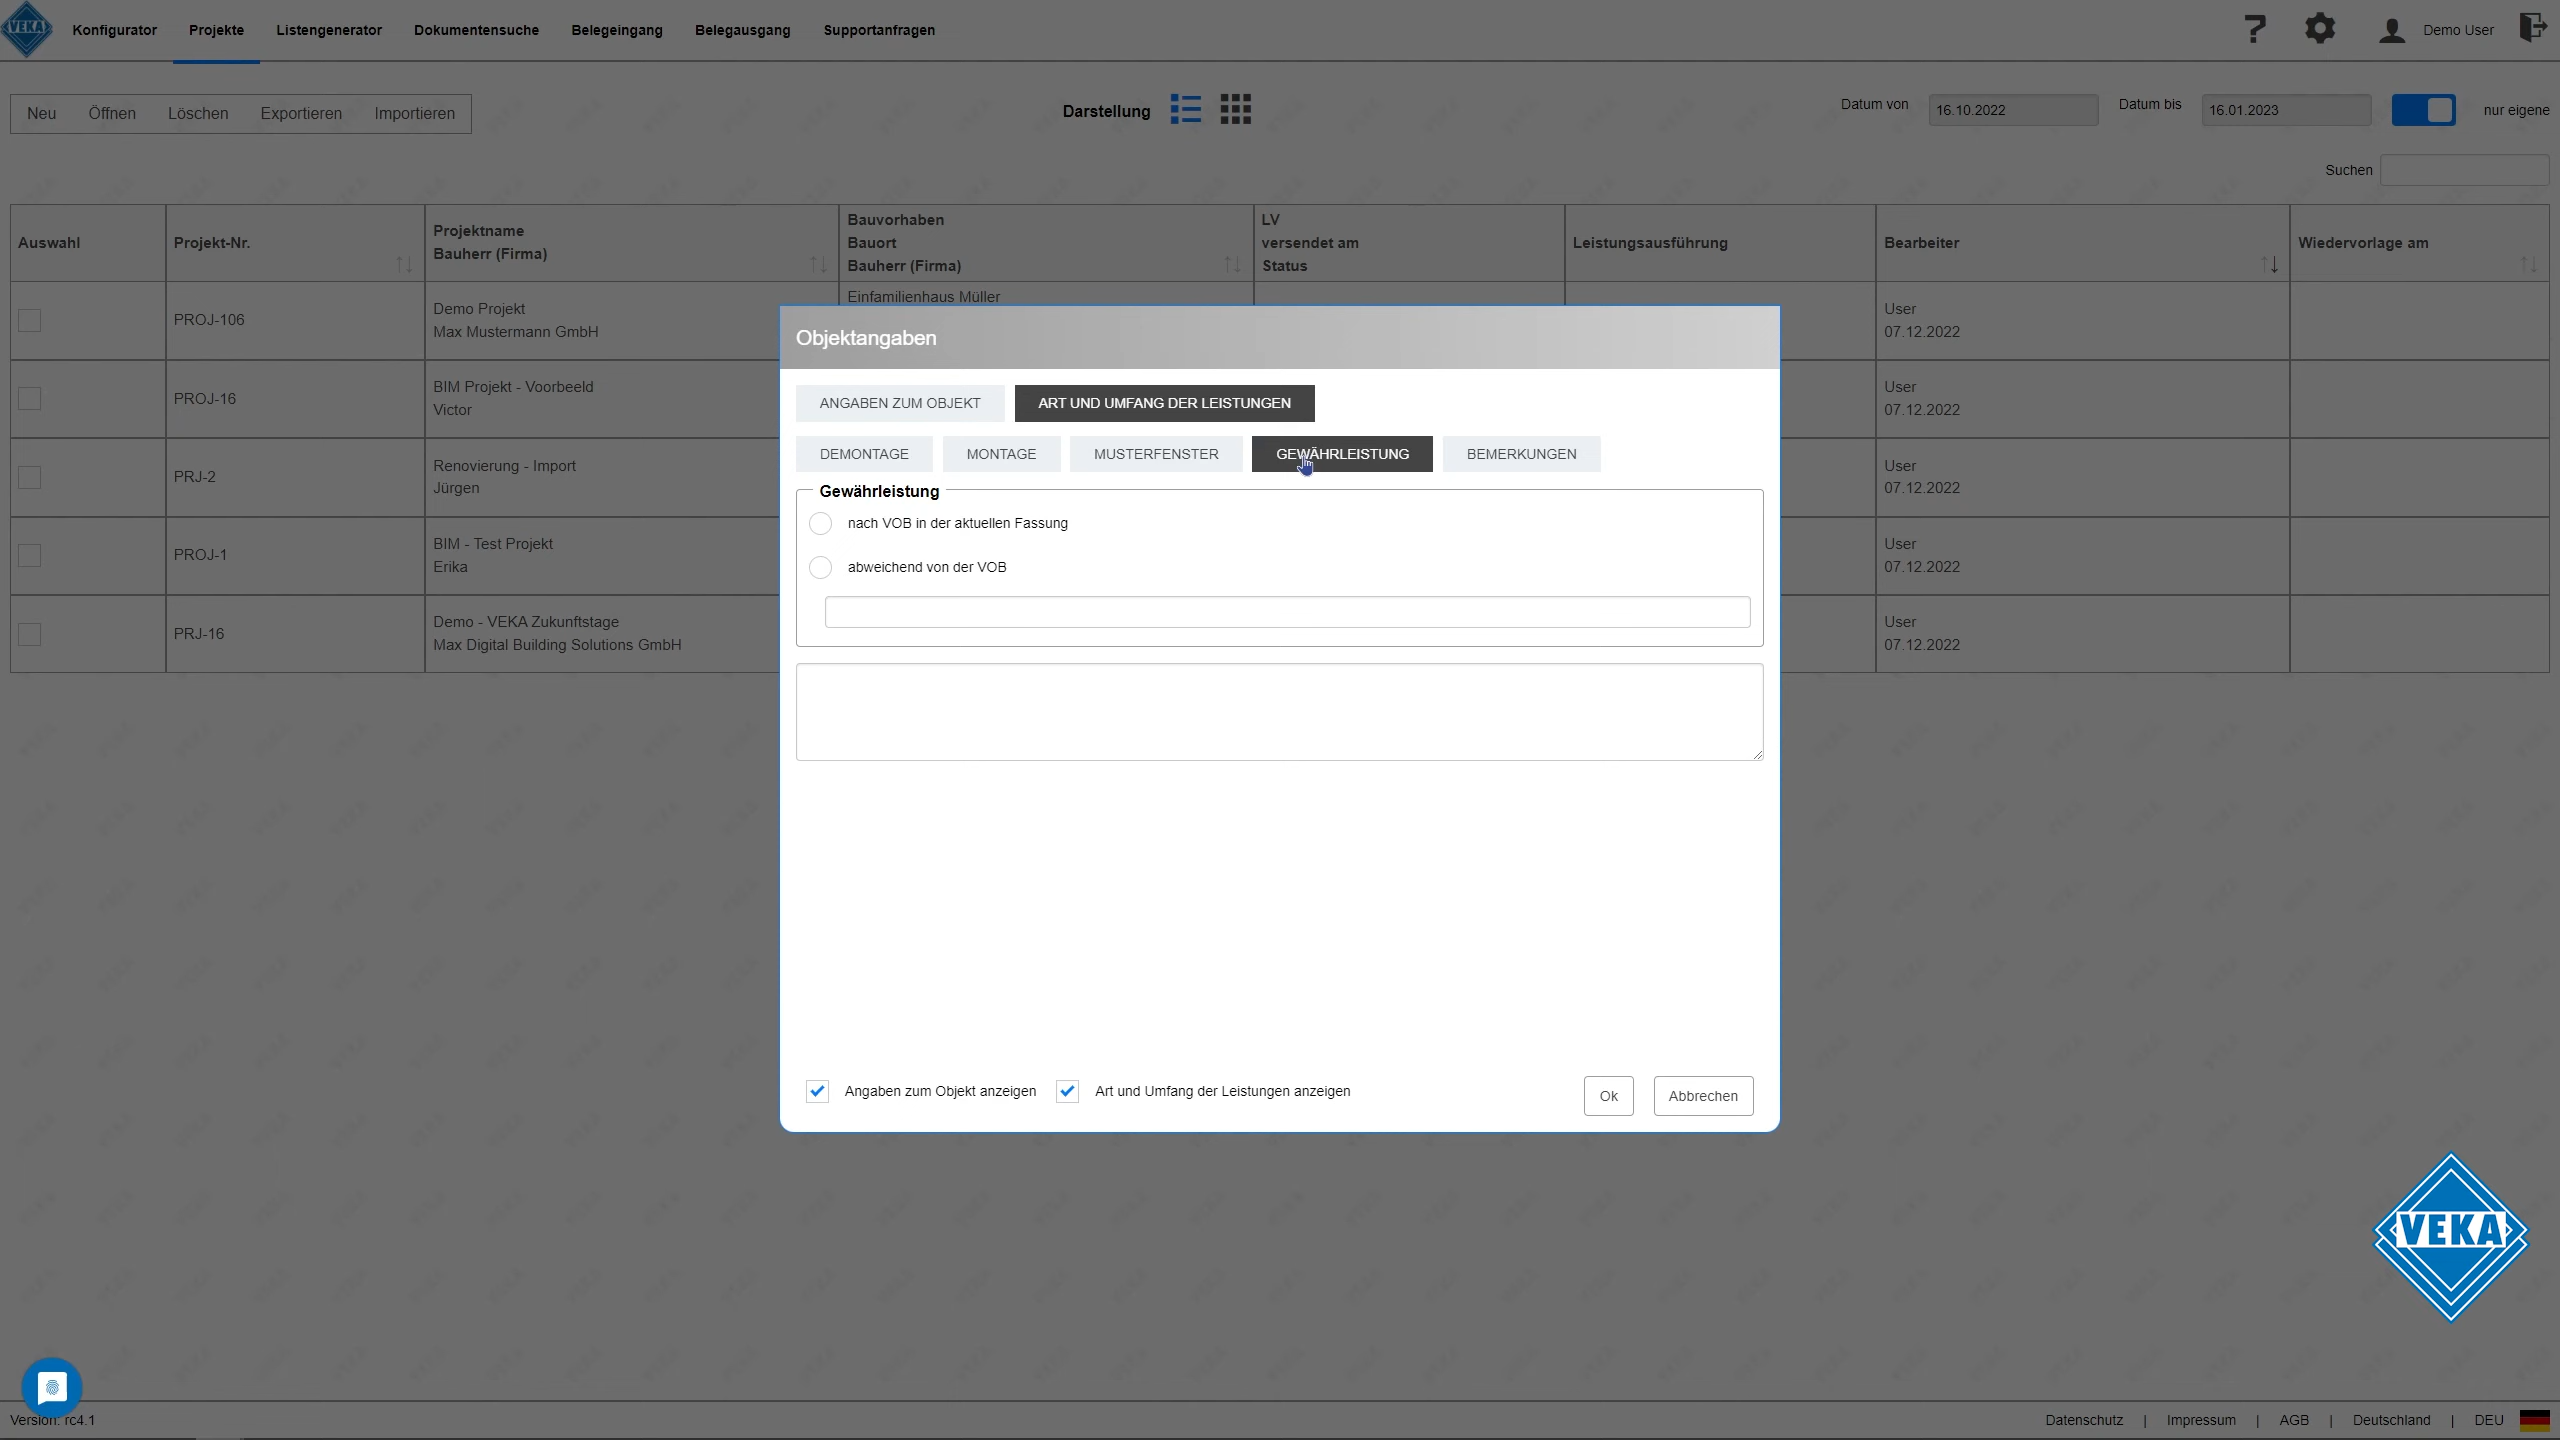 VEKA
Konfigurator Projekte Listengenerator Dokumentensuche Belegeingang Belegausgang Supportanfragen
? Demo User
Neu Öffnen Löschen Exportieren Importieren
Darstellung
Datum von 16.10.2022 Datum bis 16.01.2023 nur eigene
Suchen
Auswahl
Projekt-Nr.
Projektname
Bauherr (Firma)
Bauvorhaben
Bauort
Bauherr (Firma)
LV
versendet am
Status
Leistungsausführung
Bearbeiter
Wiedervorlage am
PROJ-106
Demo Projekt
Max Mustermann GmbH
Einfamilienhaus Müller
User
07.12.2022
PROJ-16
BIM Projekt - Voorbeeld
Victor
User
07.12.2022
PRJ-2
Renovierung - Import
Jürgen
User
07.12.2022
PROJ-1
BIM - Test Projekt
Erika
User
07.12.2022
PRJ-16
Demo - VEKA Zukunftstage
Max Digital Building Solutions GmbH
User
07.12.2022
Objektangaben
ANGABEN ZUM OBJEKT ART UND UMFANG DER LEISTUNGEN
DEMONTAGE MONTAGE MUSTERFENSTER GEWÄHRLEISTUNG BEMERKUNGEN
Gewährleistung
nach VOB in der aktuellen Fassung
abweichend von der VOB
Angaben zum Objekt anzeigen Art und Umfang der Leistungen anzeigen Ok Abbrechen
VEKA
Version: rc4.1
Datenschutz | Impressum | AGB | Deutschland | DEU